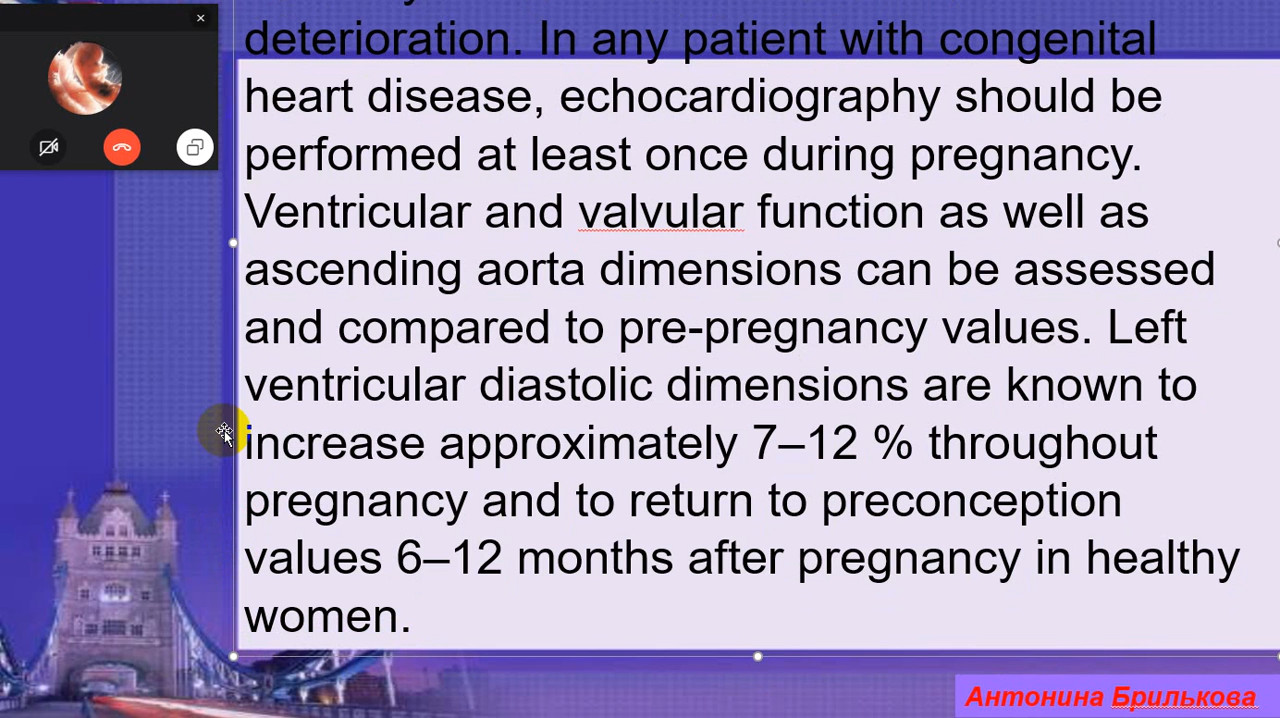 deterioration. In any patient with congenital
heart disease, echocardiography should be
performed at least once during pregnancy.
Ventricular and valvular function as well as
ascending aorta dimensions can be assessed
and compared to pre-pregnancy values. Left
ventricular diastolic dimensions are known to
increase approximately 7–12 % throughout
pregnancy and to return to preconception
values 6–12 months after pregnancy in healthy
women.
Антонина Брилькова